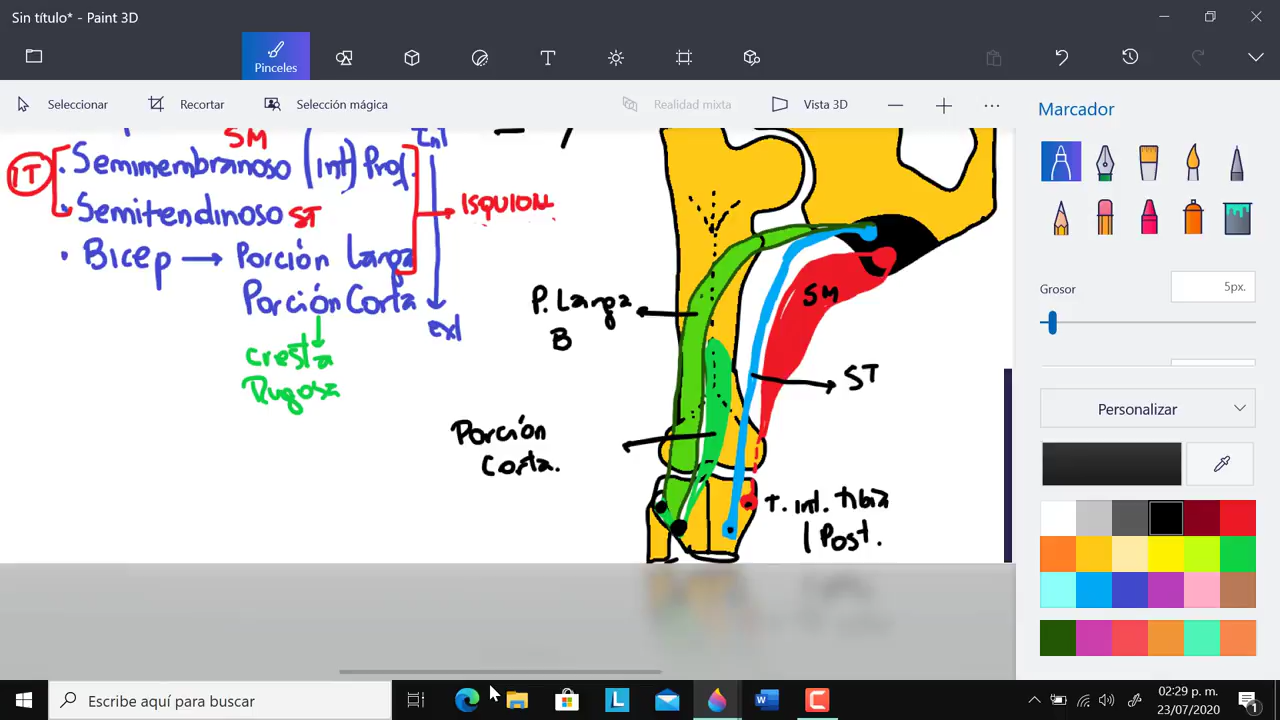 Sin título* - Paint 3D
Pinceles
Seleccionar
Recortar
Selección mágica
Realidad mixta
Vista 3D
Marcador
Grosor
5px.
Personalizar
SM
Int
IT
Semimembranoso (Int) Prof.
Semitendinoso ST
ISQUION
Bicep → Porción Larga
Porción Corta
ext
Cresta
Rugosa
P. Larga
B
SM
ST
Porción
Corta.
T. int. tibia
/ Post.
Escribe aquí para buscar
02:29 p. m.
23/07/2020